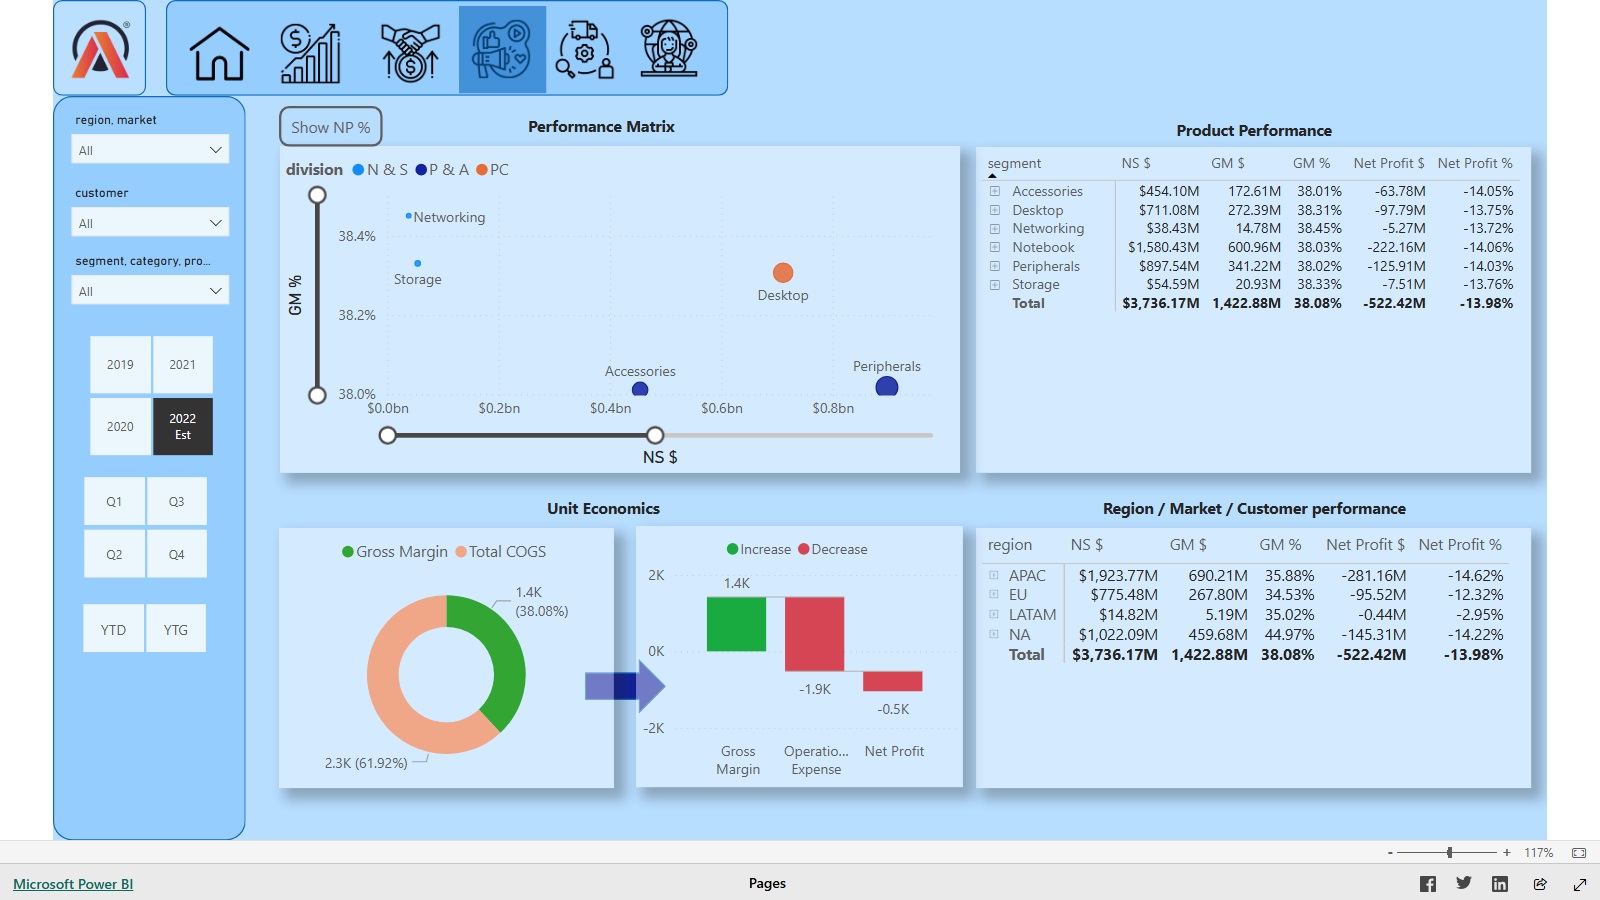 ®
region, market
All
customer
All
segment, category, pro...
All
2019
2021
2020
2022
Est
Q1
Q3
Q2
Q4
YTD
YTG
Show NP %
Performance Matrix
division N & S P & A PC
GM %
38.4%
38.2%
38.0%
Networking
Storage
Desktop
Accessories
Peripherals
$0.0bn
$0.2bn
$0.4bn
$0.6bn
$0.8bn
NS $
Product Performance
segment NS $ GM $ GM % Net Profit $ Net Profit %
Accessories $454.10M 172.61M 38.01% -63.78M -14.05%
Desktop $711.08M 272.39M 38.31% -97.79M -13.75%
Networking $38.43M 14.78M 38.45% -5.27M -13.72%
Notebook $1,580.43M 600.96M 38.03% -222.16M -14.06%
Peripherals $897.54M 341.22M 38.02% -125.91M -14.03%
Storage $54.59M 20.93M 38.33% -7.51M -13.76%
Total $3,736.17M 1,422.88M 38.08% -522.42M -13.98%
Unit Economics
Gross Margin Total COGS
1.4K
(38.08%)
2.3K (61.92%)
Increase Decrease
2K
0K
-2K
1.4K
-1.9K
-0.5K
Gross
Margin
Operatio...
Expense
Net Profit
Region / Market / Customer performance
region NS $ GM $ GM % Net Profit $ Net Profit %
APAC $1,923.77M 690.21M 35.88% -281.16M -14.62%
EU $775.48M 267.80M 34.53% -95.52M -12.32%
LATAM $14.82M 5.19M 35.02% -0.44M -2.95%
NA $1,022.09M 459.68M 44.97% -145.31M -14.22%
Total $3,736.17M 1,422.88M 38.08% -522.42M -13.98%
- + 117%
Microsoft Power BI
Pages